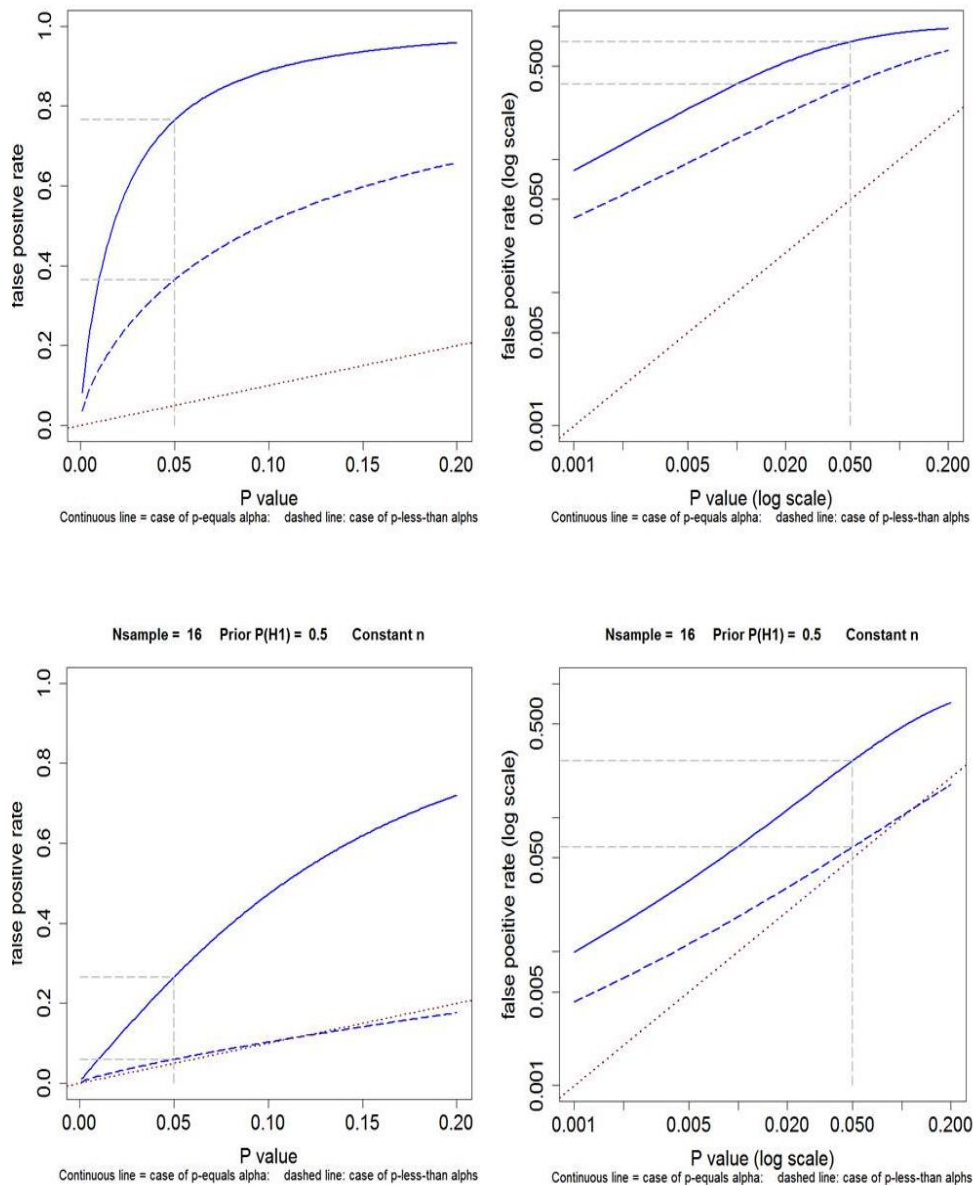 1.0
0.8
0.6
0.4
0.2
0.0
false positive rate
0.00 0.05 0.10 0.15 0.20
P value
Continuous line = case of p-equals alpha: dashed line: case of p-less-than alphs
0.500
0.050
0.005
0.001
false poeitive rate (log scale)
0.001 0.005 0.020 0.050 0.200
P value (log scale)
Continuous line = case of p-equals alpha: dashed line: case of p-less-than alphs
Nsample = 16 Prior P(H1) = 0.5 Constant n
1.0
0.8
0.6
0.4
0.2
0.0
false positive rate
0.00 0.05 0.10 0.15 0.20
P value
Continuous line = case of p-equals alpha: dashed line: case of p-less-than alphs
Nsample = 16 Prior P(H1) = 0.5 Constant n
0.500
0.050
0.005
0.001
false poeitive rate (log scale)
0.001 0.005 0.020 0.050 0.200
P value (log scale)
Continuous line = case of p-equals alpha: dashed line: case of p-less-than alphs